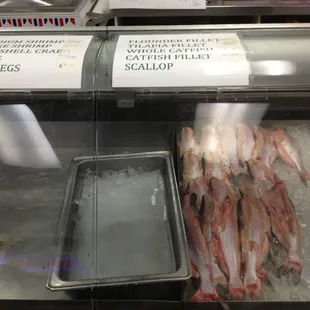 SHRIMP
SHRIMP
SHELL CRAB
EGS
FLOUNDER FILLET
TILAPIA FILLET
WHOLE CATFISH
CATFISH FILLET
SCALLOP